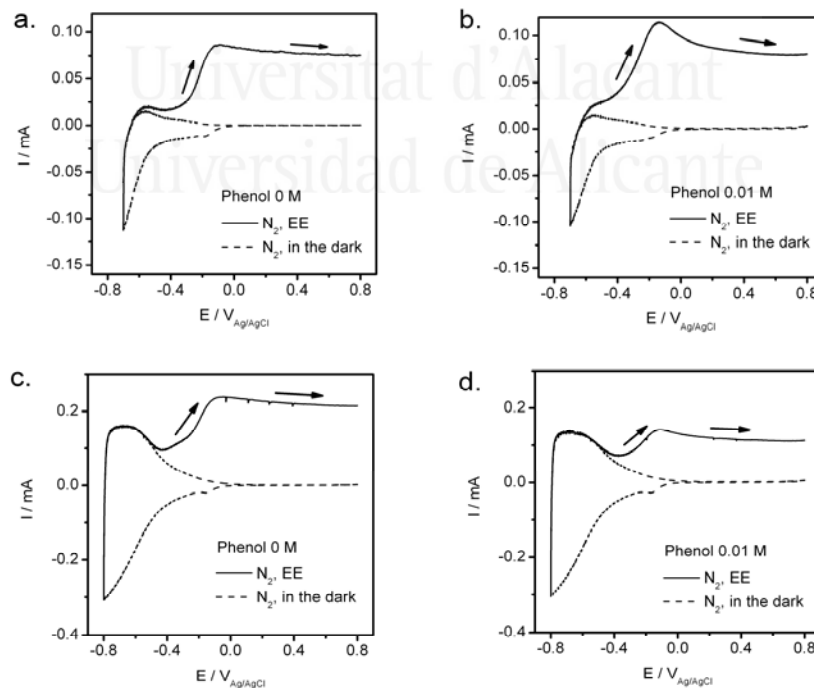 a.
I / mA
0.10
0.05
0.00
-0.05
-0.10
-0.15
Phenol 0 M
N₂, EE
N₂, in the dark
-0.8 -0.4 0.0 0.4 0.8
E / V_Ag/AgCl
b.
I / mA
0.10
0.05
0.00
-0.05
-0.10
-0.15
Phenol 0.01 M
N₂, EE
N₂, in the dark
-0.8 -0.4 0.0 0.4 0.8
E / V_Ag/AgCl
Universitat d'Alacant
Universidad de Alicante
c.
I / mA
0.2
0.0
-0.2
-0.4
Phenol 0 M
N₂, EE
N₂, in the dark
-0.8 -0.4 0.0 0.4 0.8
E / V_Ag/AgCl
d.
I / mA
0.2
0.0
-0.2
-0.4
Phenol 0.01 M
N₂, EE
N₂, in the dark
-0.8 -0.4 0.0 0.4 0.8
E / V_Ag/AgCl